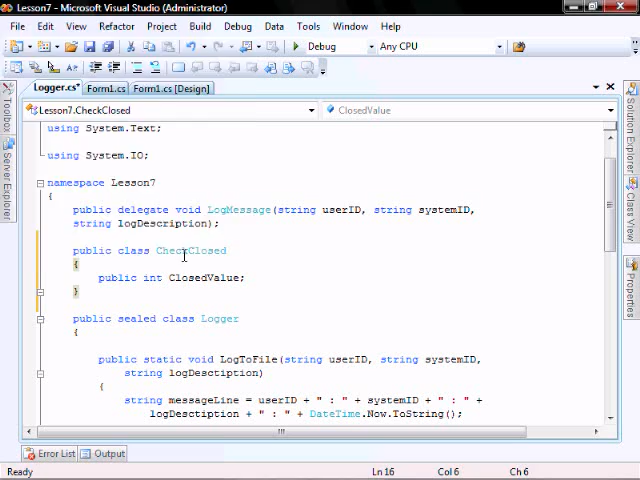 Lesson7 - Microsoft Visual Studio (Administrator)
File Edit View Refactor Project Build Debug Data Tools Window Help
Debug Any CPU
Logger.cs* Form1.cs Form1.cs [Design]
Lesson7.CheckClosed ClosedValue
Toolbox
Server Explorer
using System.Text;
using System.IO;
namespace Lesson7
{
public delegate void LogMessage(string userID, string systemID,
string logDescription);
public class CheckClosed
{
public int ClosedValue;
}
public sealed class Logger
{
public static void LogToFile(string userID, string systemID,
string logDesctiption)
{
string messageLine = userID + " : " + systemID + " : " +
logDesctiption + " : " + DateTime.Now.ToString();
Solution Explorer
Class View
Properties
Error List Output
Ready Ln 16 Col 6 Ch 6